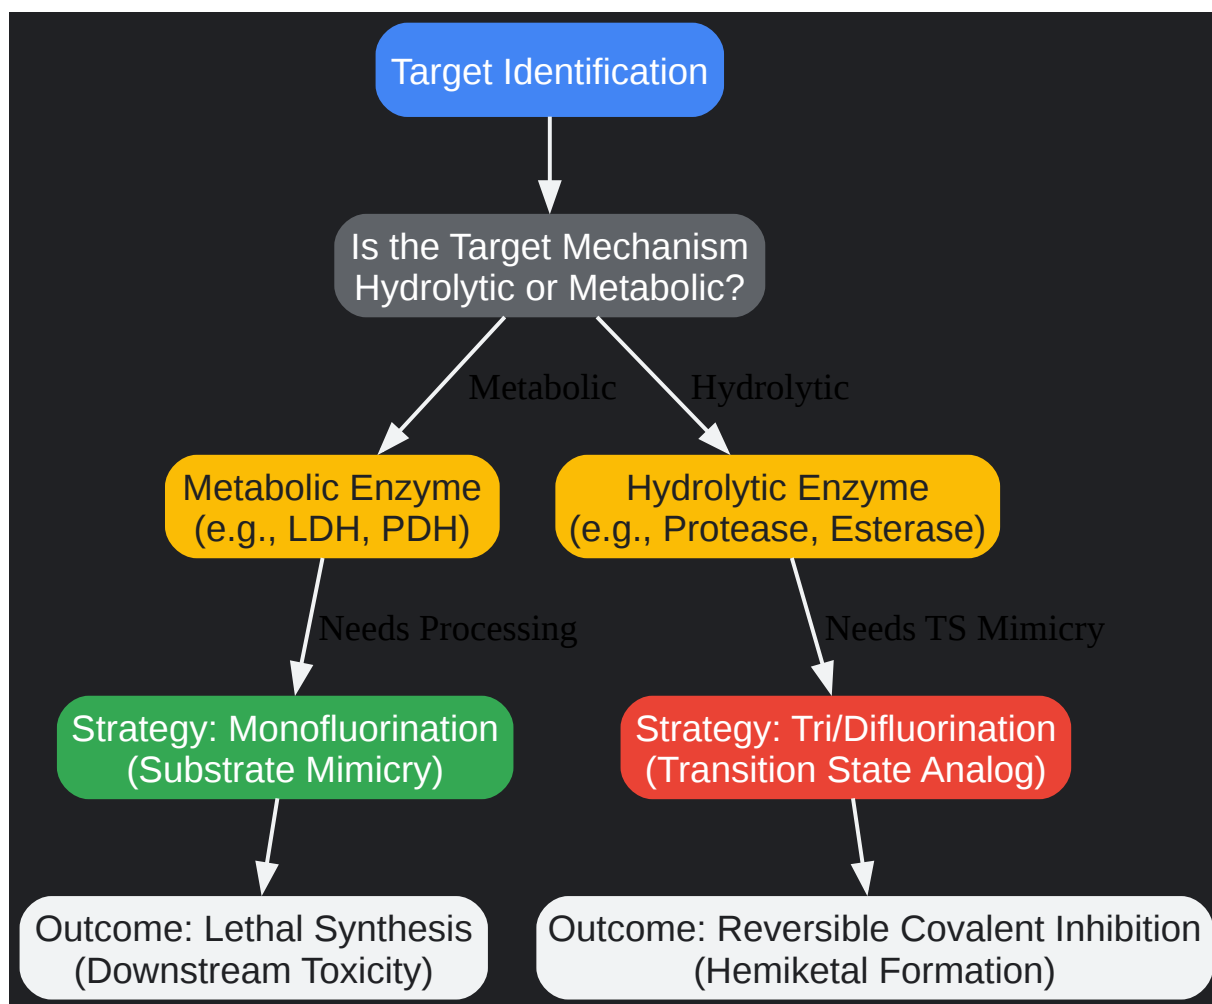 Target Identification
Is the Target Mechanism
Hydrolytic or Metabolic?
Metabolic
Hydrolytic
Metabolic Enzyme
(e.g., LDH, PDH)
Hydrolytic Enzyme
(e.g., Protease, Esterase)
Needs Processing
Needs TS Mimicry
Strategy: Monofluorination
(Substrate Mimicry)
Strategy: Tri/Difluorination
(Transition State Analog)
Outcome: Lethal Synthesis
(Downstream Toxicity)
Outcome: Reversible Covalent Inhibition
(Hemiketal Formation)